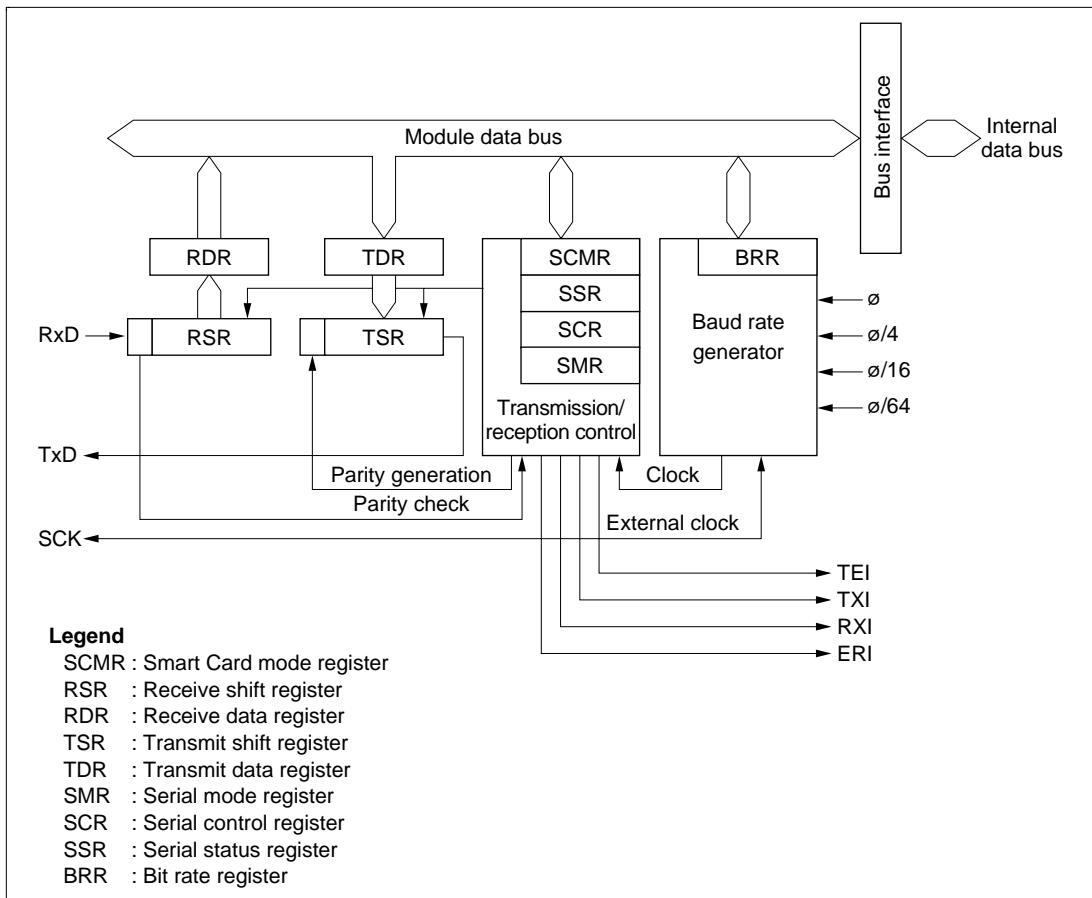 Bus interface
Module data bus
Internal
data bus
RDR
TDR
SCMR
BRR
SSR
ø
RxD
RSR
TSR
SCR
Baud rate
generator
ø/4
SMR
ø/16
Transmission/
reception control
ø/64
TxD
Parity generation
Clock
Parity check
External clock
SCK
TEI
TXI
RXI
ERI
Legend
SCMR : Smart Card mode register
RSR : Receive shift register
RDR : Receive data register
TSR : Transmit shift register
TDR : Transmit data register
SMR : Serial mode register
SCR : Serial control register
SSR : Serial status register
BRR : Bit rate register